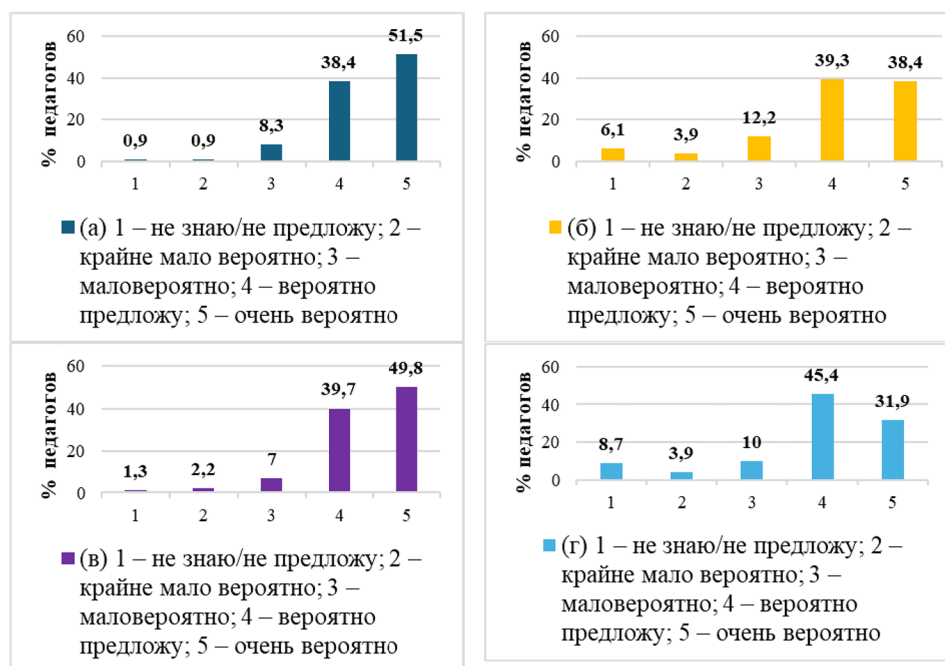 % педагогов
60
40
20
0
0,9
0,9
8,3
38,4
51,5
1 2 3 4 5
(а) 1 – не знаю/не предложу; 2 –
крайне мало вероятно; 3 –
маловероятно; 4 – вероятно
предложу; 5 – очень вероятно
% педагогов
60
40
20
0
6,1
3,9
12,2
39,3
38,4
1 2 3 4 5
(б) 1 – не знаю/не предложу; 2 –
крайне мало вероятно; 3 –
маловероятно; 4 – вероятно
предложу; 5 – очень вероятно
% педагогов
60
40
20
0
1,3
2,2
7
39,7
49,8
1 2 3 4 5
(в) 1 – не знаю/не предложу; 2 –
крайне мало вероятно; 3 –
маловероятно; 4 – вероятно
предложу; 5 – очень вероятно
% педагогов
60
40
20
0
8,7
3,9
10
45,4
31,9
1 2 3 4 5
(г) 1 – не знаю/не предложу; 2 –
крайне мало вероятно; 3 –
маловероятно; 4 – вероятно
предложу; 5 – очень вероятно